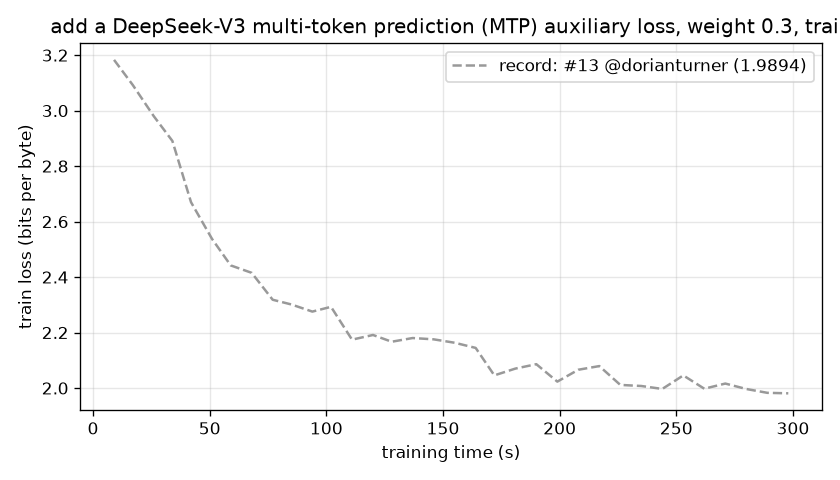 add a DeepSeek-V3 multi-token prediction (MTP) auxiliary loss, weight 0.3, trai
record: #13 @dorianturner (1.9894)
train loss (bits per byte)
3.2
3.0
2.8
2.6
2.4
2.2
2.0
0 50 100 150 200 250 300
training time (s)